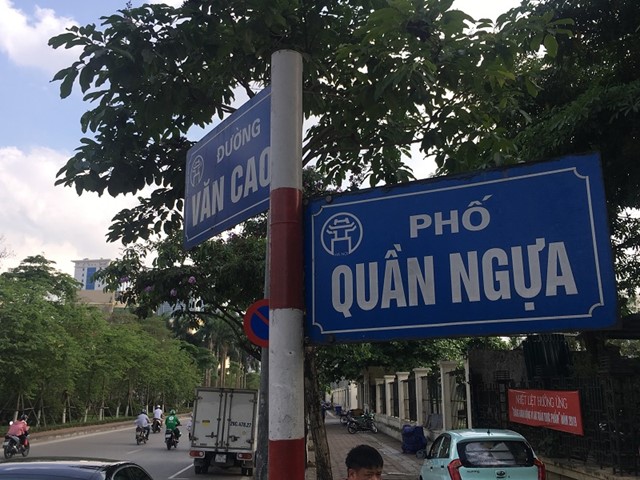 ĐƯỜNG
VĂN CAO
PHỐ
QUẦN NGỰA
NHIỆT LIỆT HƯỞNG ỨNG